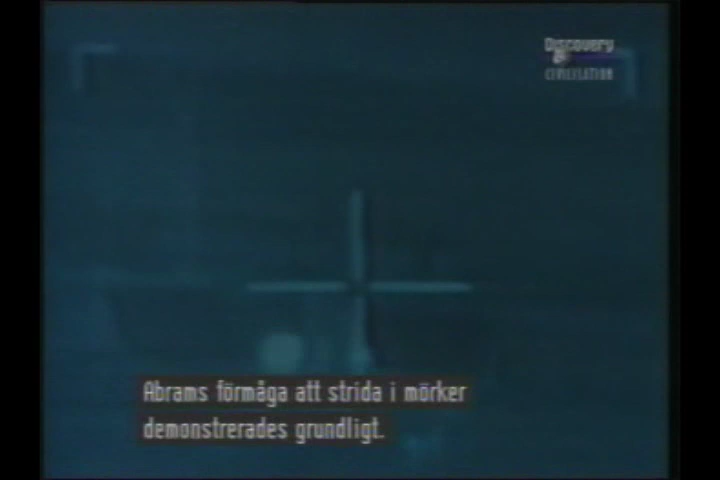 Discovery
CIVILISATION
Abrams förmåga att strida i mörker
demonstrerades grundligt.